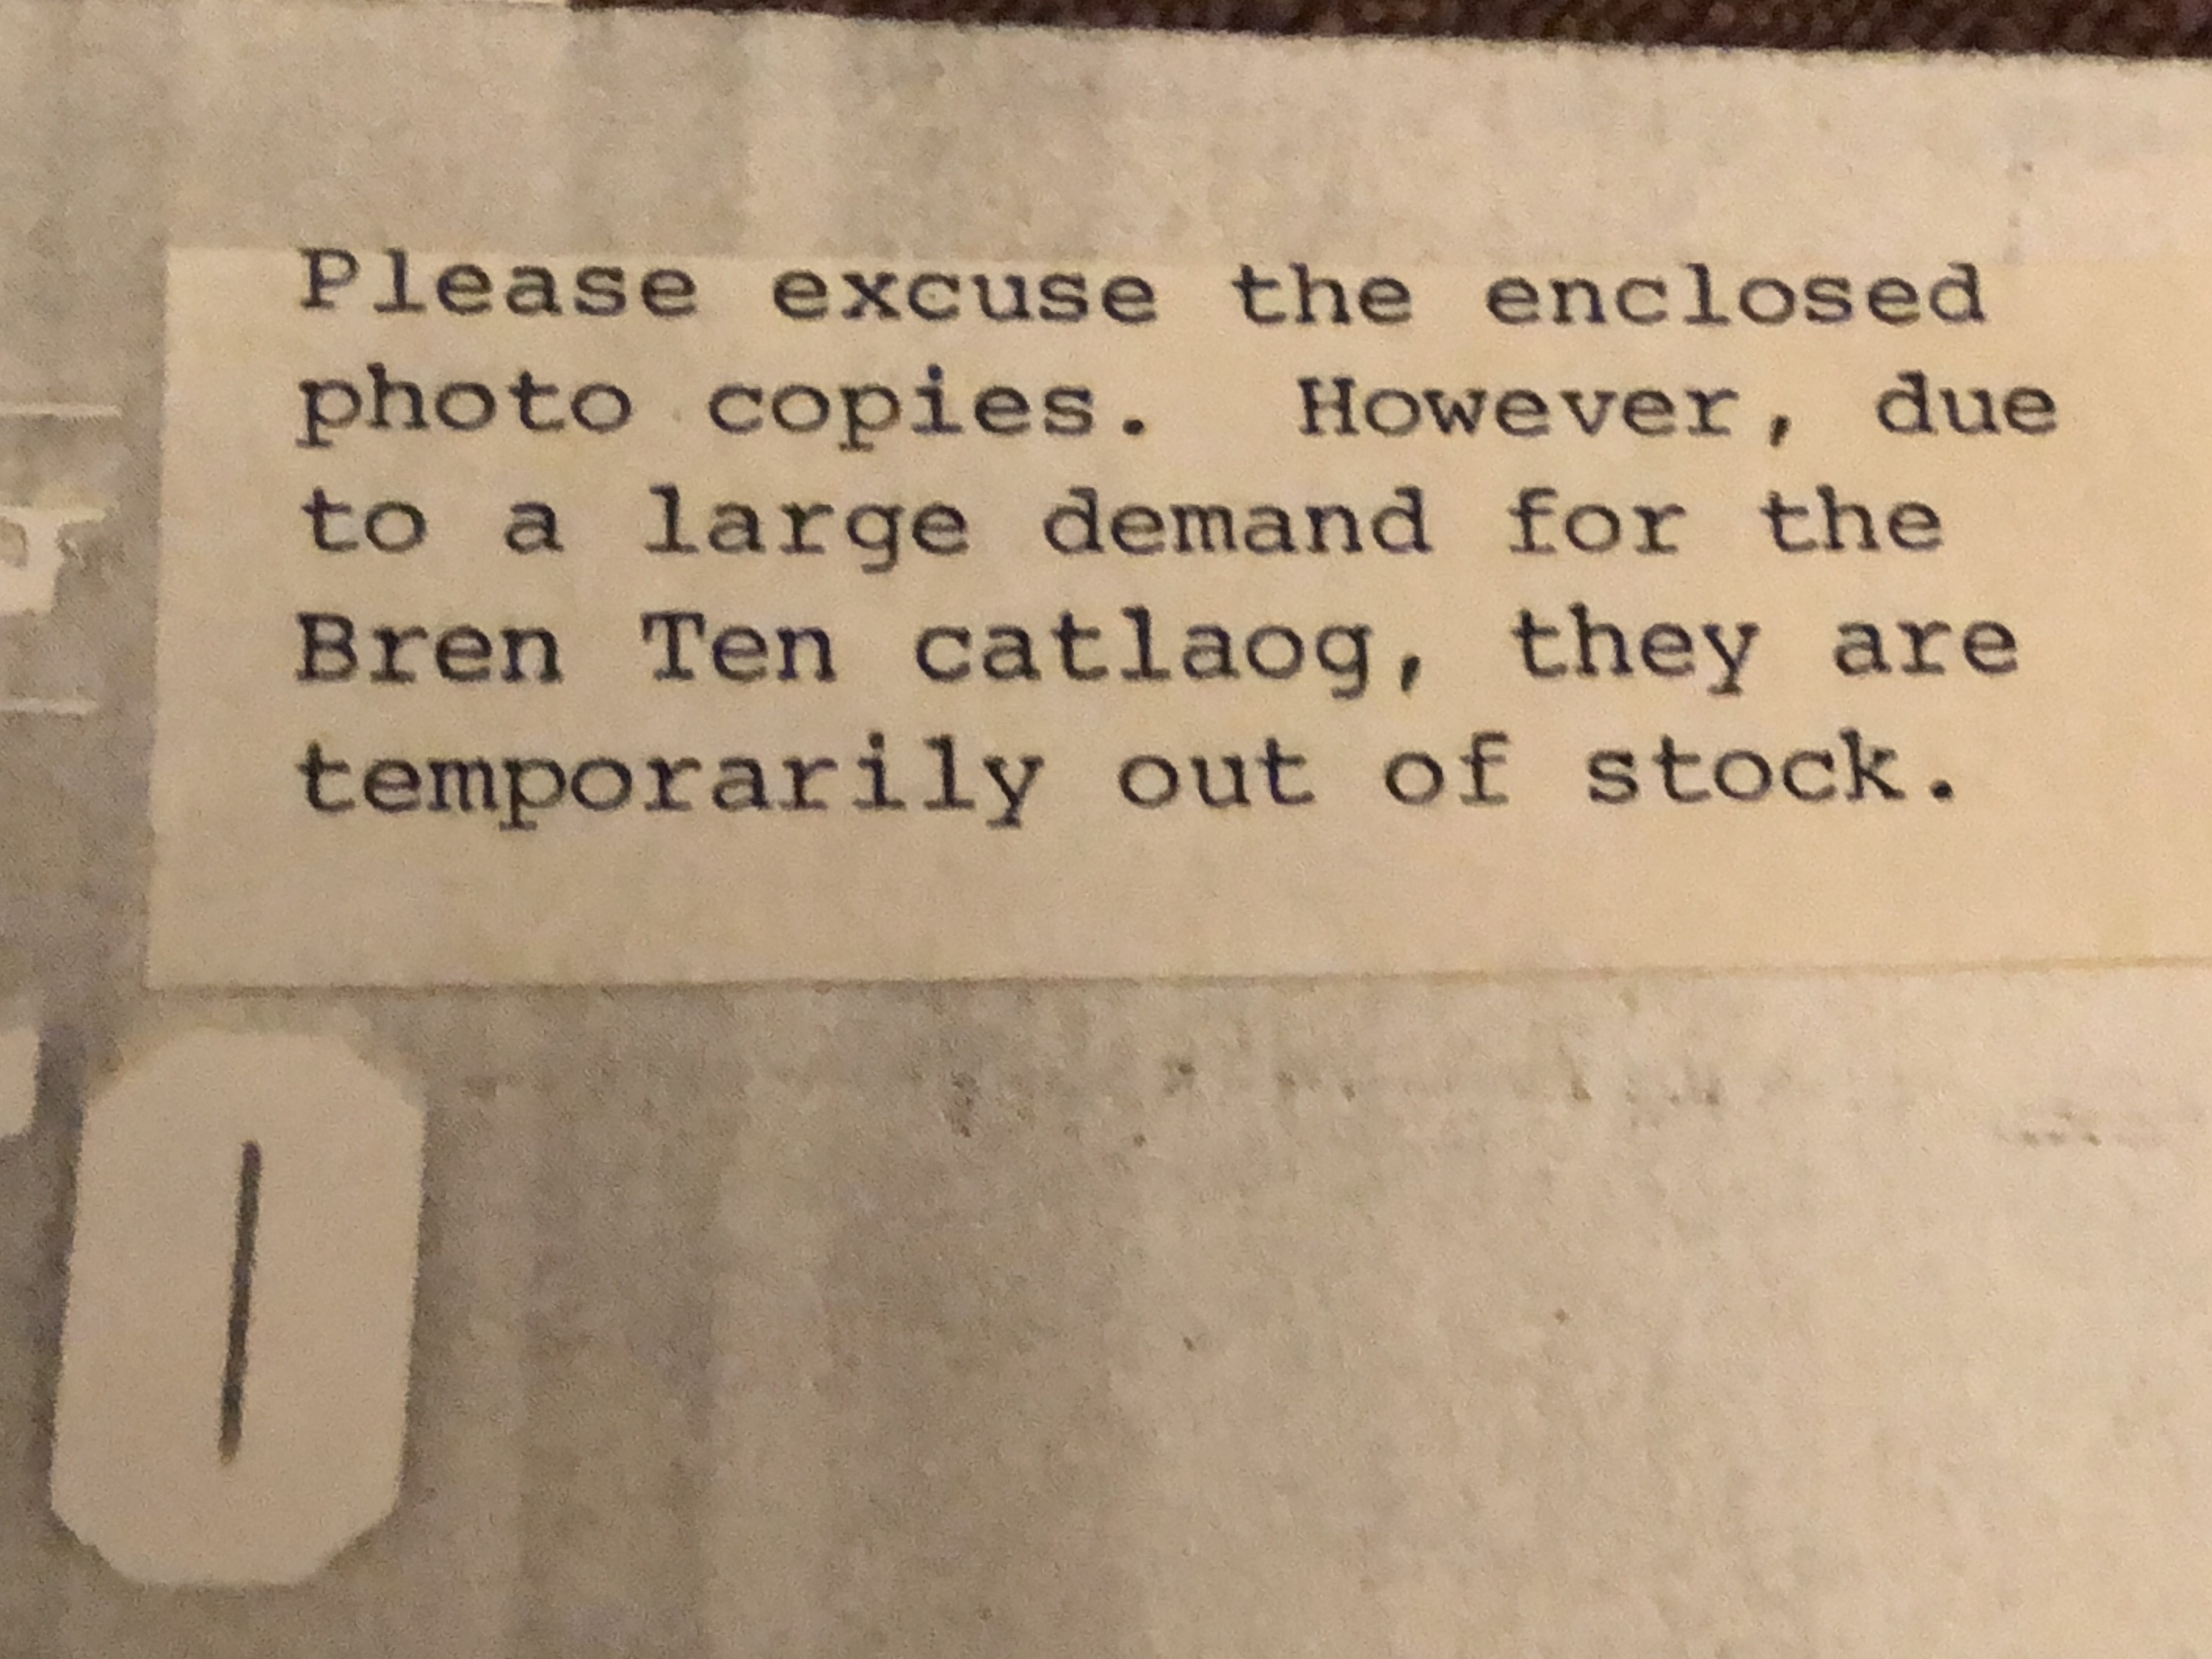 Please excuse the enclosed
photo copies.  However, due
to a large demand for the
Bren Ten catlaog, they are
temporarily out of stock.
0